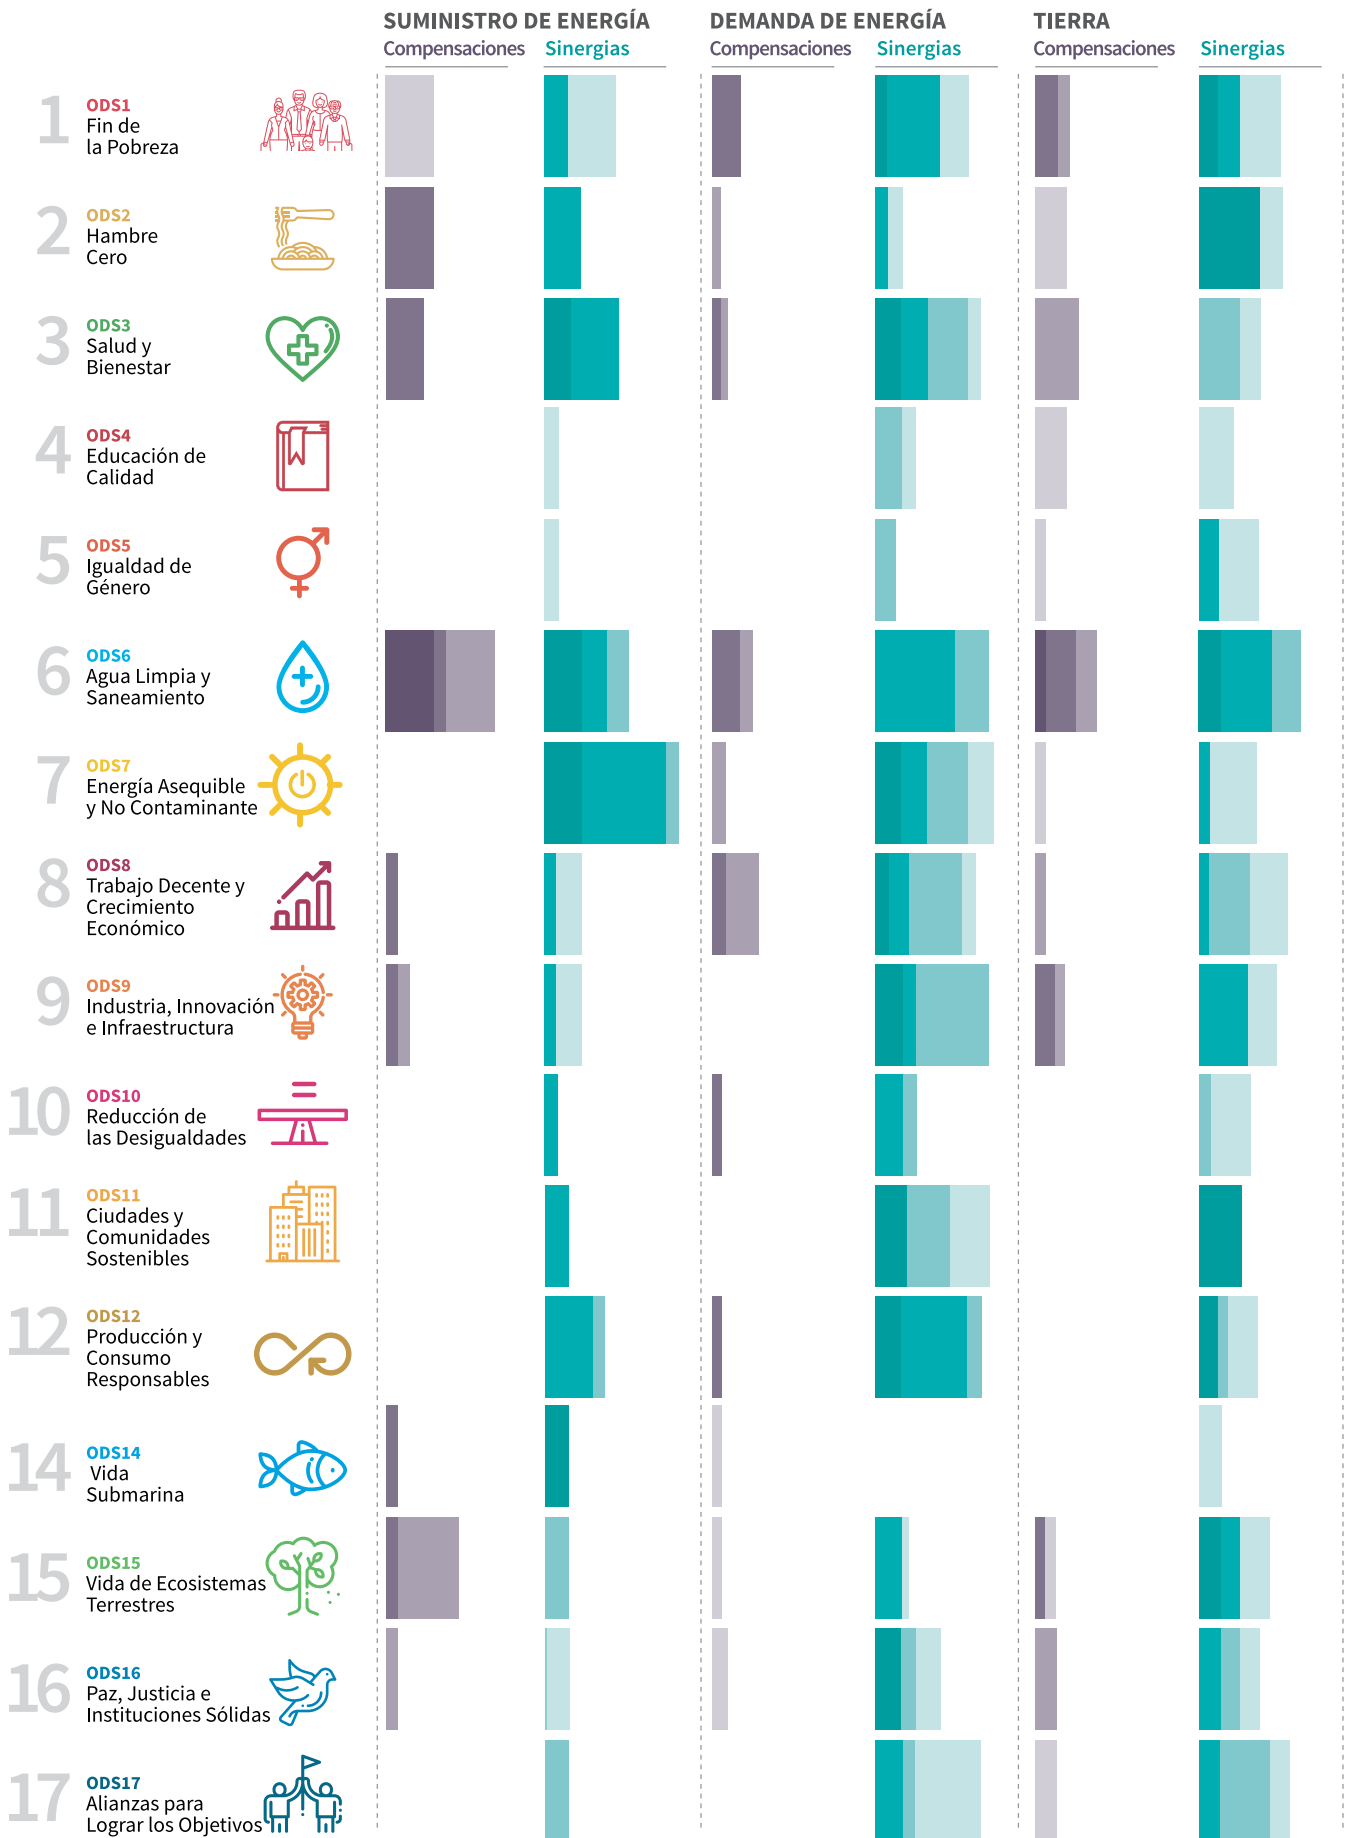 SUMINISTRO DE ENERGÍA
DEMANDA DE ENERGÍA
TIERRA
Compensaciones
Sinergias
Compensaciones
Sinergias
Compensaciones
Sinergias
1
ODS1
Fin de
la Pobreza
2
ODS2
Hambre
Cero
3
ODS3
Salud y
Bienestar
4
ODS4
Educación de
Calidad
5
ODS5
Igualdad de
Género
6
ODS6
Agua Limpia y
Saneamiento
7
ODS7
Energía Asequible
y No Contaminante
8
ODS8
Trabajo Decente y
Crecimiento
Económico
9
ODS9
Industria, Innovación
e Infraestructura
10
ODS10
Reducción de
las Desigualdades
11
ODS11
Ciudades y
Comunidades
Sostenibles
12
ODS12
Producción y
Consumo
Responsables
14
ODS14
Vida
Submarina
15
ODS15
Vida de Ecosistemas
Terrestres
16
ODS16
Paz, Justicia e
Instituciones Sólidas
17
ODS17
Alianzas para
Lograr los Objetivos